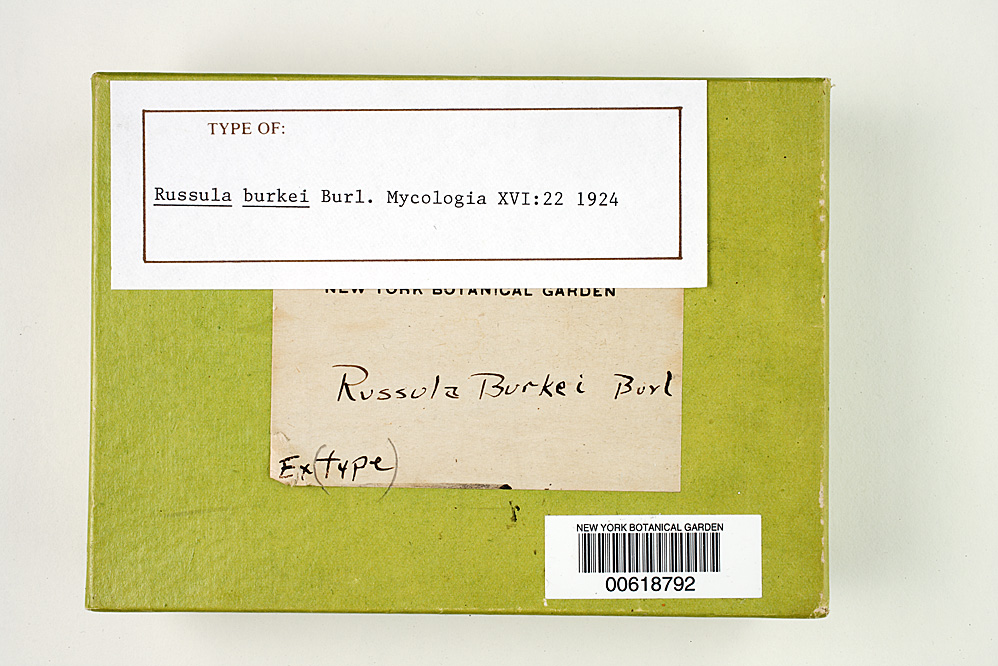 TYPE OF:
Russula burkei Burl. Mycologia XVI:22 1924
NEW YORK BOTANICAL GARDEN
Russula Burkei Burl
Ex(type)
NEW YORK BOTANICAL GARDEN
00618792